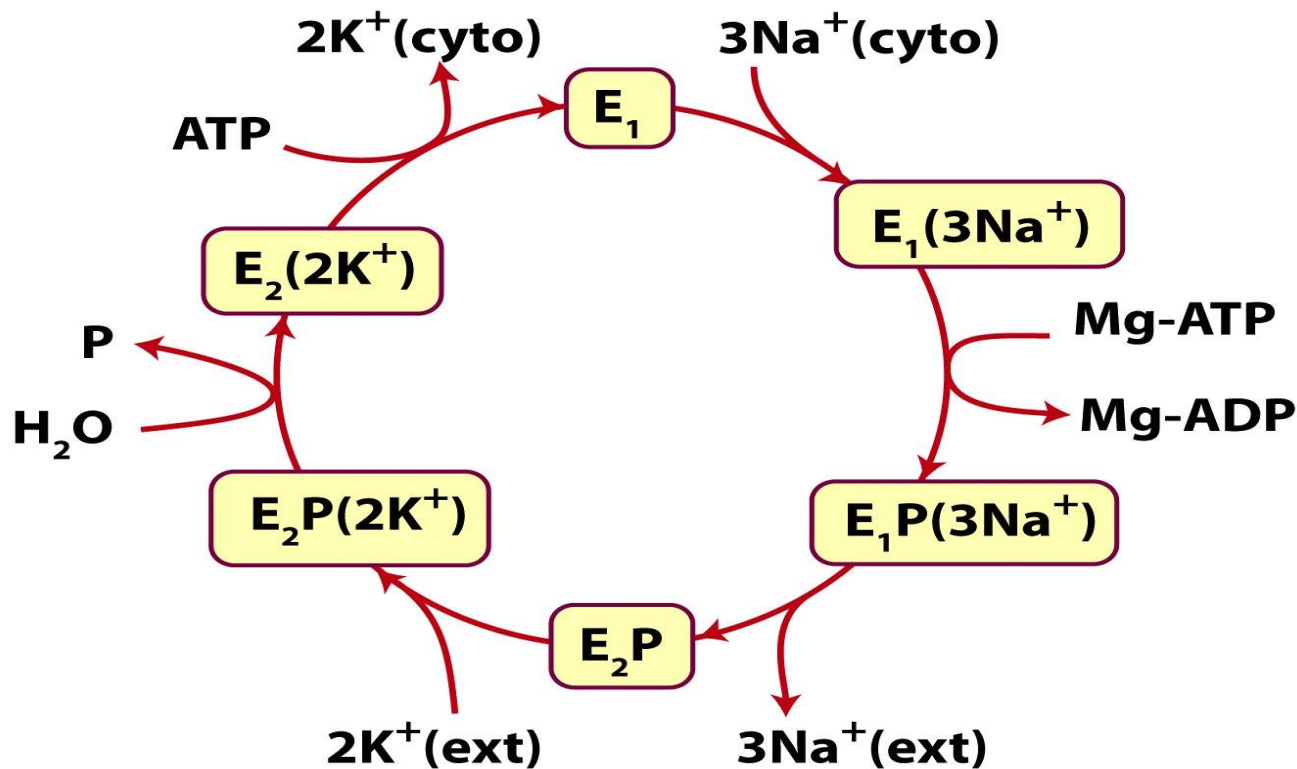 2K⁺(cyto)
3Na⁺(cyto)
E₁
ATP
E₁(3Na⁺)
E₂(2K⁺)
Mg-ATP
P
Mg-ADP
H₂O
E₂P(2K⁺)
E₁P(3Na⁺)
E₂P
2K⁺(ext)
3Na⁺(ext)